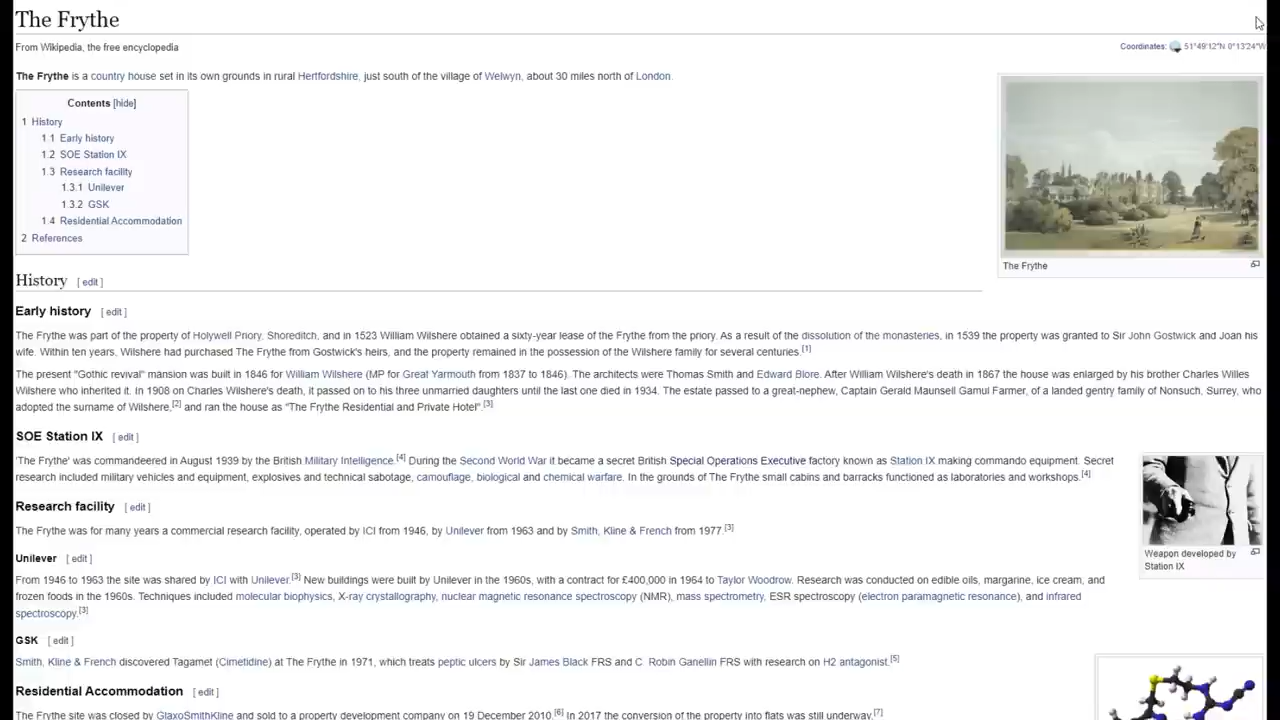 The Frythe
From Wikipedia, the free encyclopedia
Coordinates: 51°49′12″N 0°13′24″W
The Frythe is a country house set in its own grounds in rural Hertfordshire, just south of the village of Welwyn, about 30 miles north of London.
Contents [hide]
1 History
1.1 Early history
1.2 SOE Station IX
1.3 Research facility
1.3.1 Unilever
1.3.2 GSK
1.4 Residential Accommodation
2 References
The Frythe
History [ edit ]
Early history [ edit ]
The Frythe was part of the property of Holywell Priory, Shoreditch, and in 1523 William Wilshere obtained a sixty-year lease of the Frythe from the priory. As a result of the dissolution of the monasteries, in 1539 the property was granted to Sir John Gostwick and Joan his
wife. Within ten years, Wilshere had purchased The Frythe from Gostwick's heirs, and the property remained in the possession of the Wilshere family for several centuries.[1]
The present "Gothic revival" mansion was built in 1846 for William Wilshere (MP for Great Yarmouth from 1837 to 1846). The architects were Thomas Smith and Edward Blore. After William Wilshere's death in 1867 the house was enlarged by his brother Charles Willes
Wilshere who inherited it. In 1908 on Charles Wilshere's death, it passed on to his three unmarried daughters until the last one died in 1934. The estate passed to a great-nephew, Captain Gerald Maunsell Gamul Farmer, of a landed gentry family of Nonsuch, Surrey, who
adopted the surname of Wilshere,[2] and ran the house as "The Frythe Residential and Private Hotel".[3]
SOE Station IX [ edit ]
'The Frythe' was commandeered in August 1939 by the British Military Intelligence.[4] During the Second World War it became a secret British Special Operations Executive factory known as Station IX making commando equipment. Secret
research included military vehicles and equipment, explosives and technical sabotage, camouflage, biological and chemical warfare. In the grounds of The Frythe small cabins and barracks functioned as laboratories and workshops.[4]
Weapon developed by
Station IX
Research facility [ edit ]
The Frythe was for many years a commercial research facility, operated by ICI from 1946, by Unilever from 1963 and by Smith, Kline & French from 1977.[3]
Unilever [ edit ]
From 1946 to 1963 the site was shared by ICI with Unilever.[3] New buildings were built by Unilever in the 1960s, with a contract for £400,000 in 1964 to Taylor Woodrow. Research was conducted on edible oils, margarine, ice cream, and
frozen foods in the 1960s. Techniques included molecular biophysics, X-ray crystallography, nuclear magnetic resonance spectroscopy (NMR), mass spectrometry, ESR spectroscopy (electron paramagnetic resonance), and infrared
spectroscopy.[3]
GSK [ edit ]
Smith, Kline & French discovered Tagamet (Cimetidine) at The Frythe in 1971, which treats peptic ulcers by Sir James Black FRS and C. Robin Ganellin FRS with research on H2 antagonist.[5]
Residential Accommodation [ edit ]
The Frythe site was closed by GlaxoSmithKline and sold to a property development company on 19 December 2010.[6] In 2017 the conversion of the property into flats was still underway.[7]